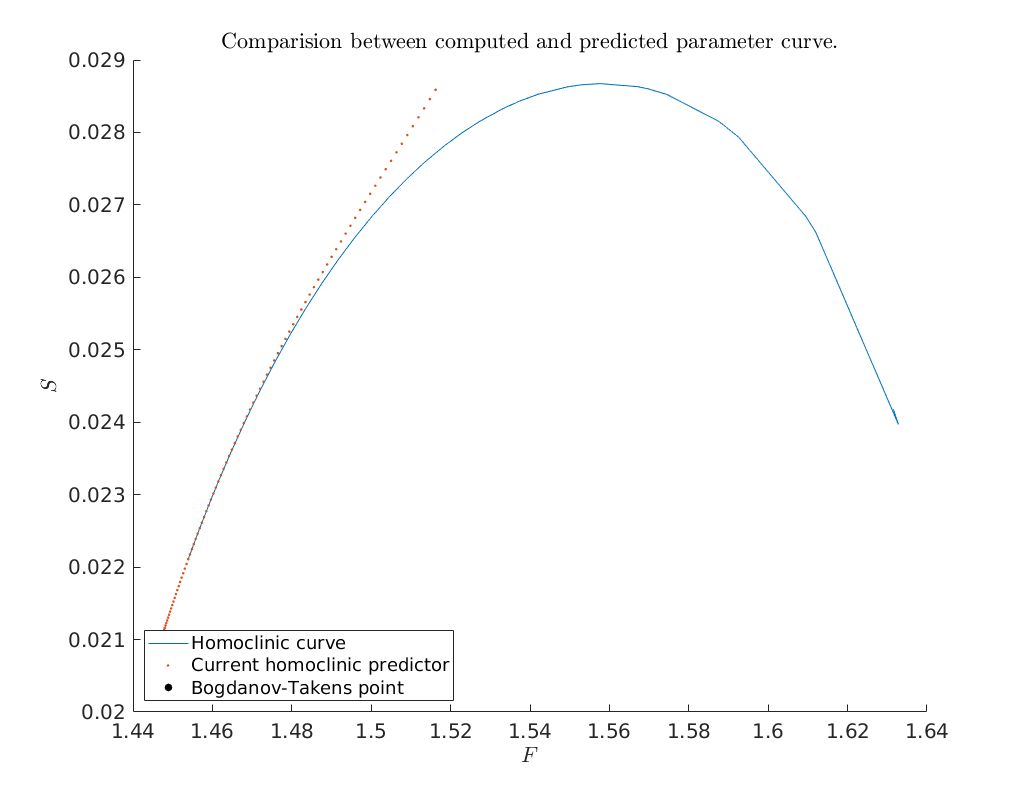 Comparision between computed and predicted parameter curve.
0.029
0.028
0.027
0.026
0.025
0.024
0.023
0.022
0.021
0.02
S
Homoclinic curve
Current homoclinic predictor
Bogdanov-Takens point
1.44 1.46 1.48 1.5 1.52 1.54 1.56 1.58 1.6 1.62 1.64
F